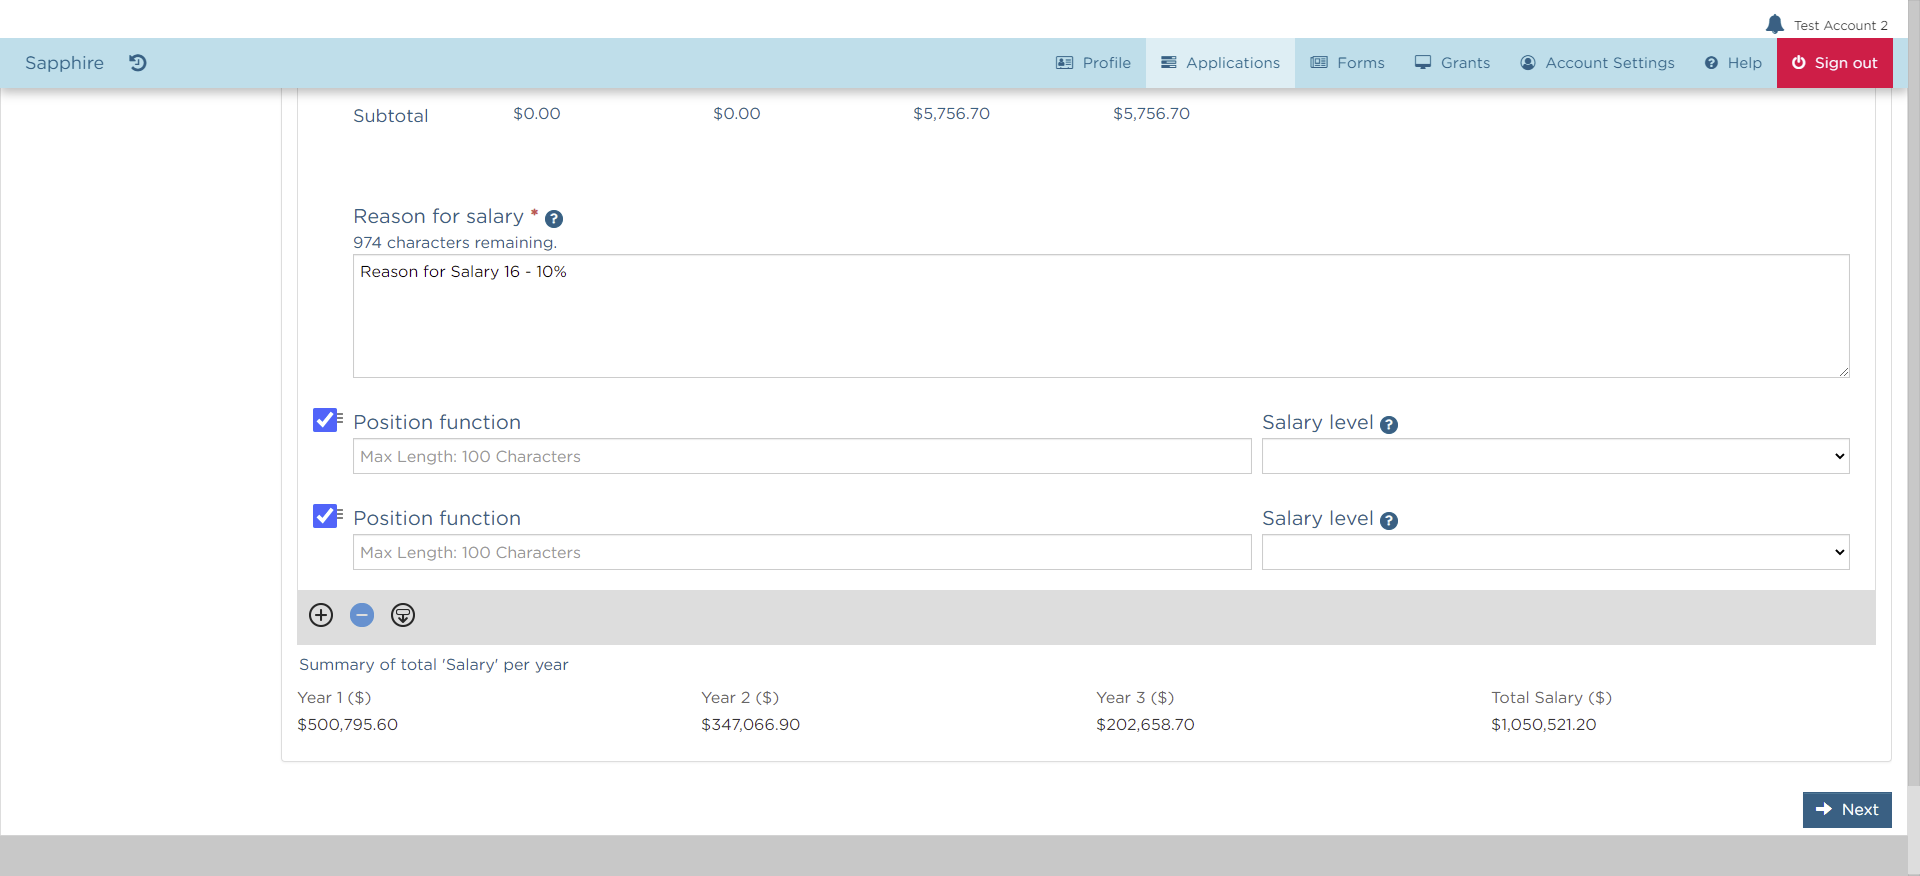 Test Account 2
Sapphire Profile Applications Forms Grants Account Settings Help Sign out
Subtotal $0.00 $0.00 $5,756.70 $5,756.70
Reason for salary * ?
974 characters remaining.
Reason for Salary 16 - 10%
Position function Salary level ?
Max Length: 100 Characters
Position function Salary level ?
Max Length: 100 Characters
Summary of total 'Salary' per year
Year 1 ($) Year 2 ($) Year 3 ($) Total Salary ($)
$500,795.60 $347,066.90 $202,658.70 $1,050,521.20
Next